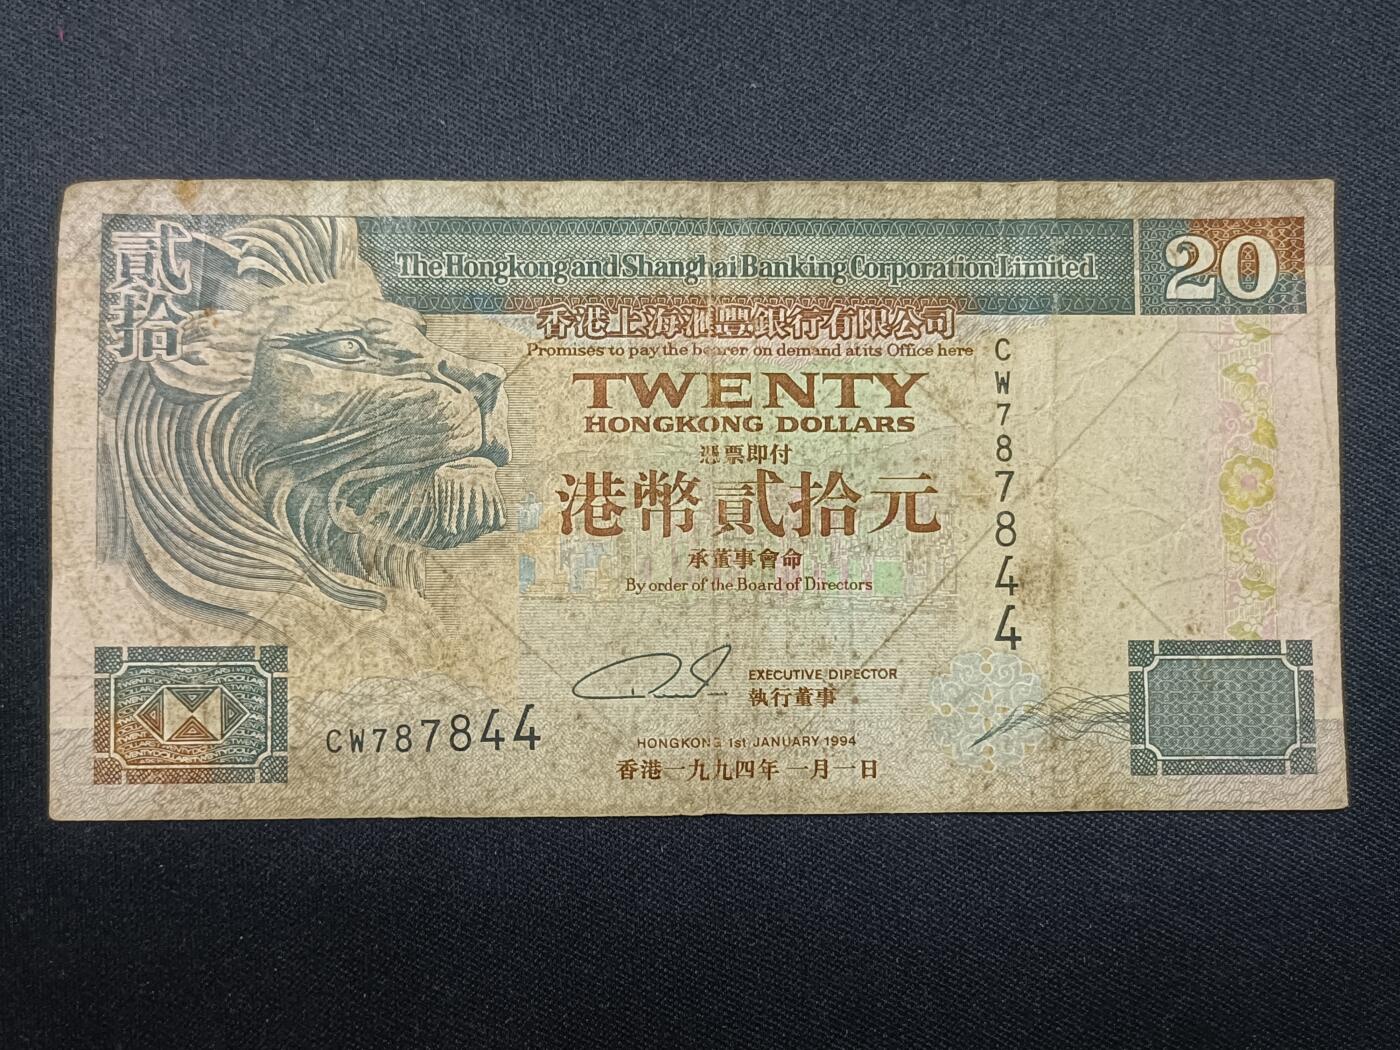 貳拾
The Hongkong and Shanghai Banking Corporation Limited
20
香港上海滙豐銀行有限公司
Promises to pay the bearer on demand at its Office here
CW787844
TWENTY
HONGKONG DOLLARS
憑票即付
港幣貳拾元
承董事會命
By order of the Board of Directors
EXECUTIVE DIRECTOR
執行董事
CW787844
HONGKONG 1st JANUARY 1994
香港一九九四年一月一日